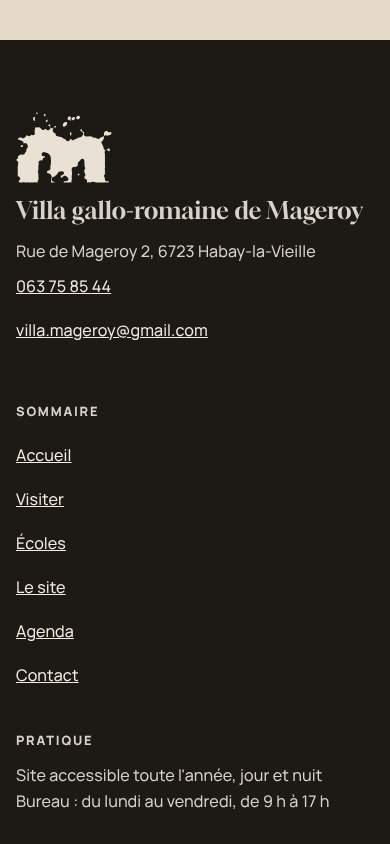 Villa gallo-romaine de Mageroy
Rue de Mageroy 2, 6723 Habay-la-Vieille
063 75 85 44
villa.mageroy@gmail.com
SOMMAIRE
Accueil
Visiter
Écoles
Le site
Agenda
Contact
PRATIQUE
Site accessible toute l'année, jour et nuit
Bureau : du lundi au vendredi, de 9 h à 17 h